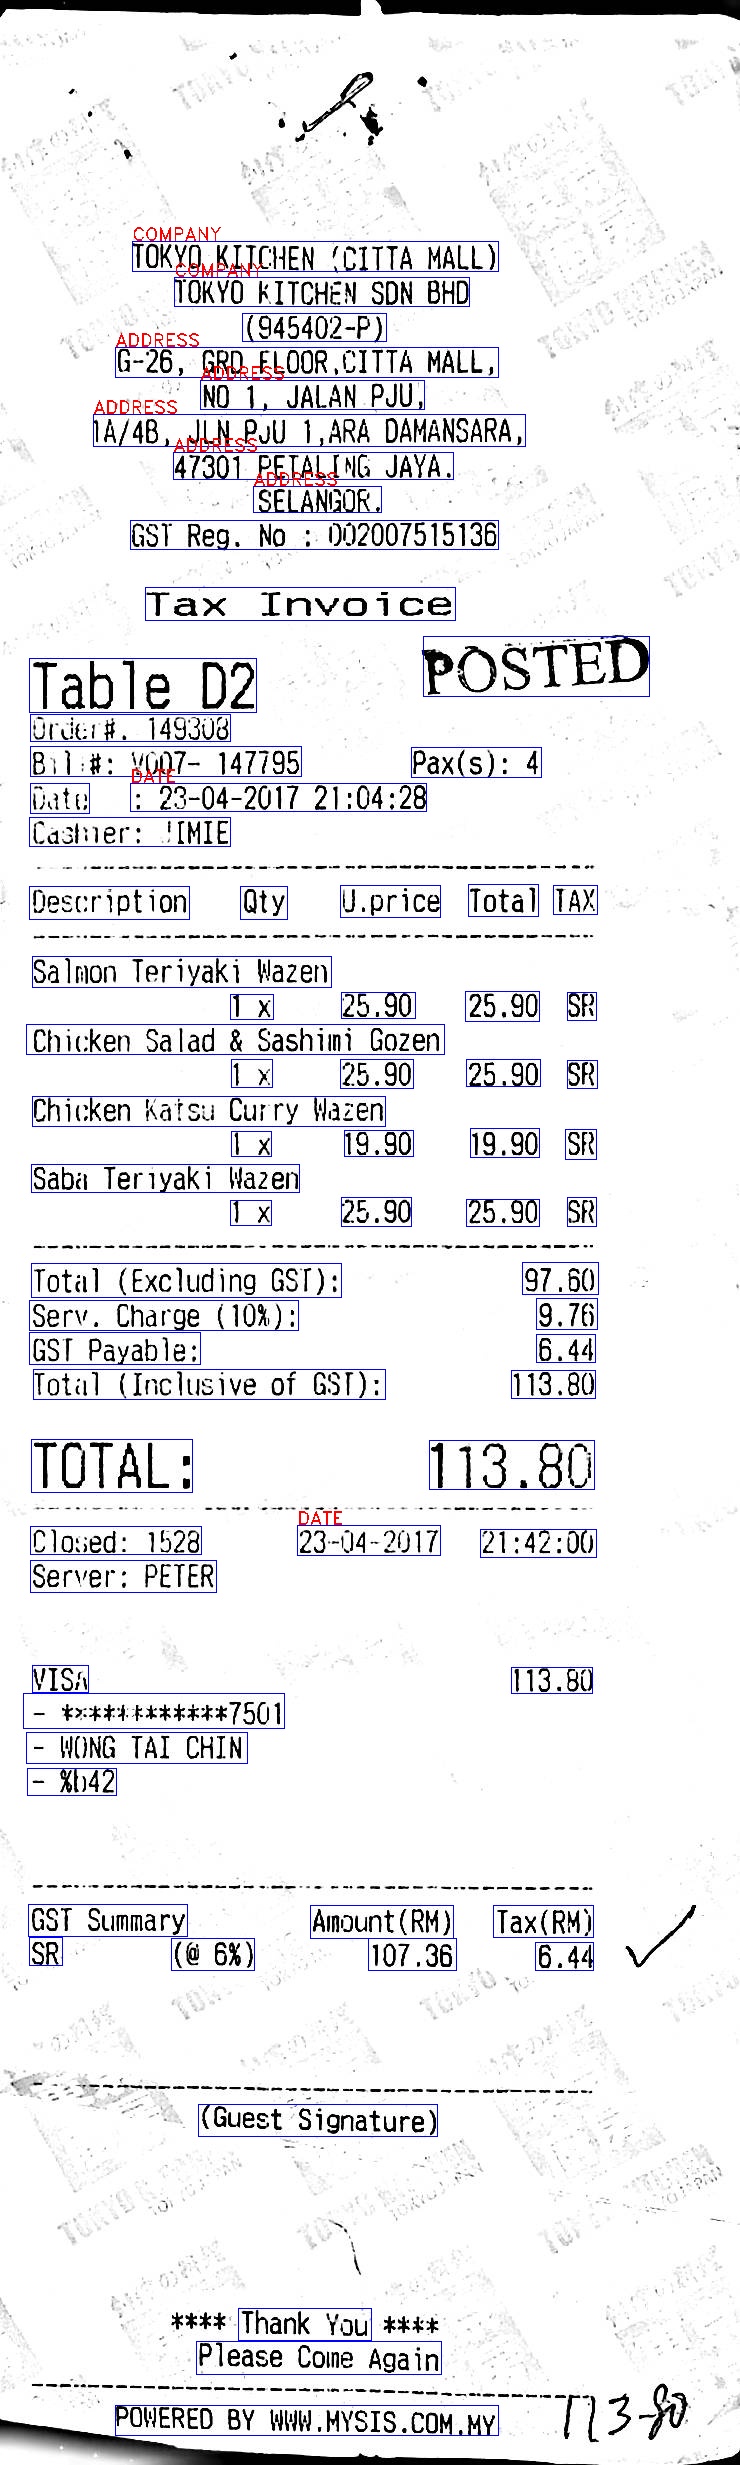 COMPANY
TOKYO KITCHEN (CITTA MALL)
COMPANY
TOKYO KITCHEN SDN BHD
(945402-P)
ADDRESS
G-26, GRD FLOOR,CITTA MALL,
ADDRESS
NO 1, JALAN PJU,
ADDRESS
1A/4B, JLN PJU 1,ARA DAMANSARA,
ADDRESS
47301 PETALING JAYA.
ADDRESS
SELANGOR.
GST Reg. No : 002007515136
Tax Invoice
Table D2 POSTED
Order#. 149308
Bill#: V007- 147795 Pax(s): 4
DATE
Date : 23-04-2017 21:04:28
Cashier: JIMIE
Description Qty U.price Total TAX
Salmon Teriyaki Wazen
1 x 25.90 25.90 SR
Chicken Salad & Sashimi Gozen
1 x 25.90 25.90 SR
Chicken Katsu Curry Wazen
1 x 19.90 19.90 SR
Saba Teriyaki Wazen
1 x 25.90 25.90 SR
Total (Excluding GST): 97.60
Serv. Charge (10%): 9.76
GST Payable: 6.44
Total (Inclusive of GST): 113.80
TOTAL: 113.80
DATE
Closed: 1528 23-04-2017 21:42:00
Server: PETER
VISA 113.80
- ************7501
- WONG TAI CHIN
- %b42
GST Summary Amount(RM) Tax(RM)
SR (@ 6%) 107.36 6.44
(Guest Signature)
**** Thank You ****
Please Come Again
POWERED BY WWW.MYSIS.COM.MY
113-80